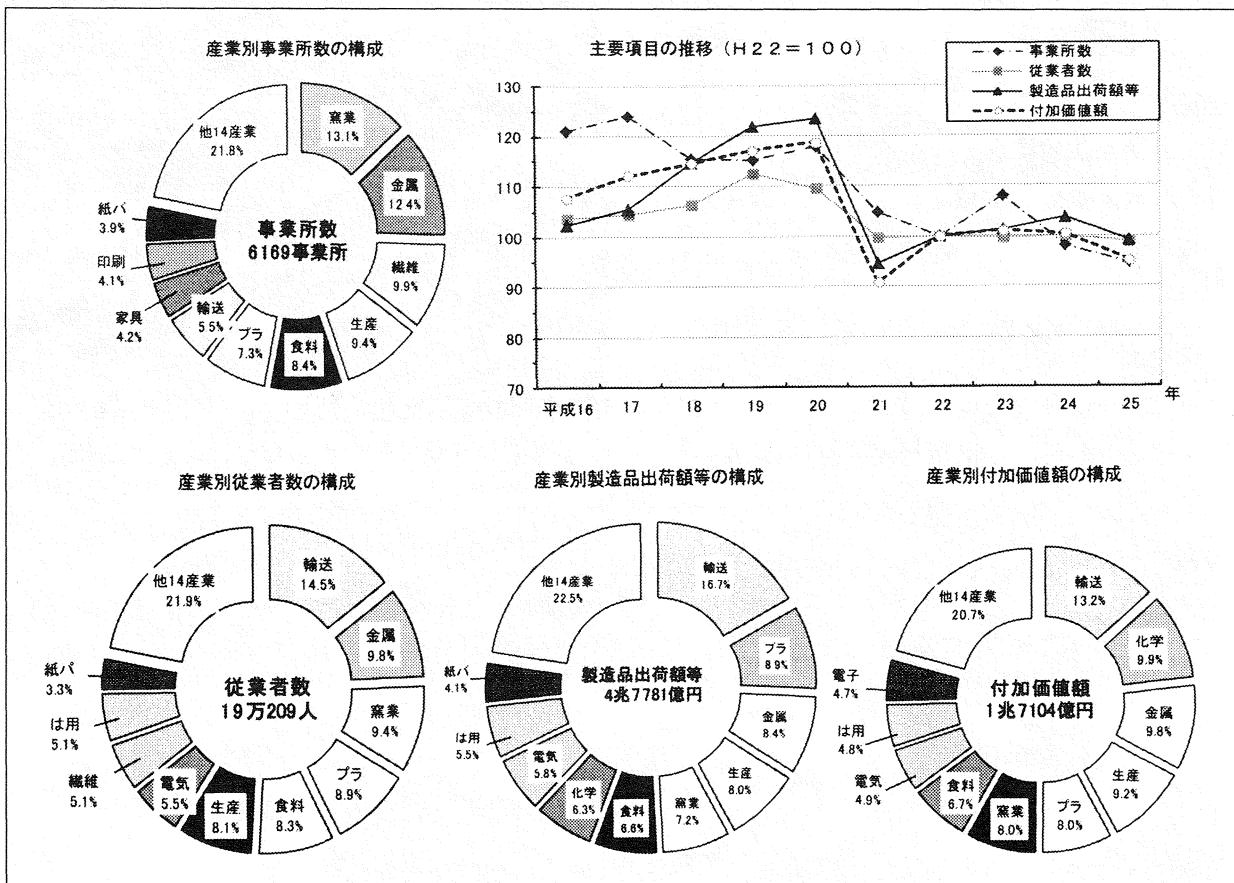 産業別事業所数の構成
他14産業
21.8%
窯業
13.1%
金属
12.4%
繊維
9.9%
生産
9.4%
食料
8.4%
プラ
7.3%
輸送
5.5%
家具
4.2%
印刷
4.1%
紙パ
3.9%
事業所数
6169事業所
主要項目の推移(H22=100)
事業所数
従業者数
製造品出荷額等
付加価値額
130
120
110
100
90
80
70
平成16 17 18 19 20 21 22 23 24 25 年
産業別従業者数の構成
他14産業
21.9%
輸送
14.5%
金属
9.8%
窯業
9.4%
プラ
8.9%
食料
8.3%
生産
8.1%
電気
5.5%
繊維
5.1%
は用
5.1%
紙パ
3.3%
従業者数
19万209人
産業別製造品出荷額等の構成
他14産業
22.5%
輸送
16.7%
プラ
8.9%
金属
8.4%
生産
8.0%
窯業
7.2%
食料
6.6%
化学
6.3%
電気
5.8%
は用
5.5%
紙パ
4.1%
製造品出荷額等
4兆7781億円
産業別付加価値額の構成
他14産業
20.7%
輸送
13.2%
化学
9.9%
金属
9.8%
生産
9.2%
プラ
8.0%
窯業
8.0%
食料
6.7%
電気
4.9%
は用
4.8%
電子
4.7%
付加価値額
1兆7104億円